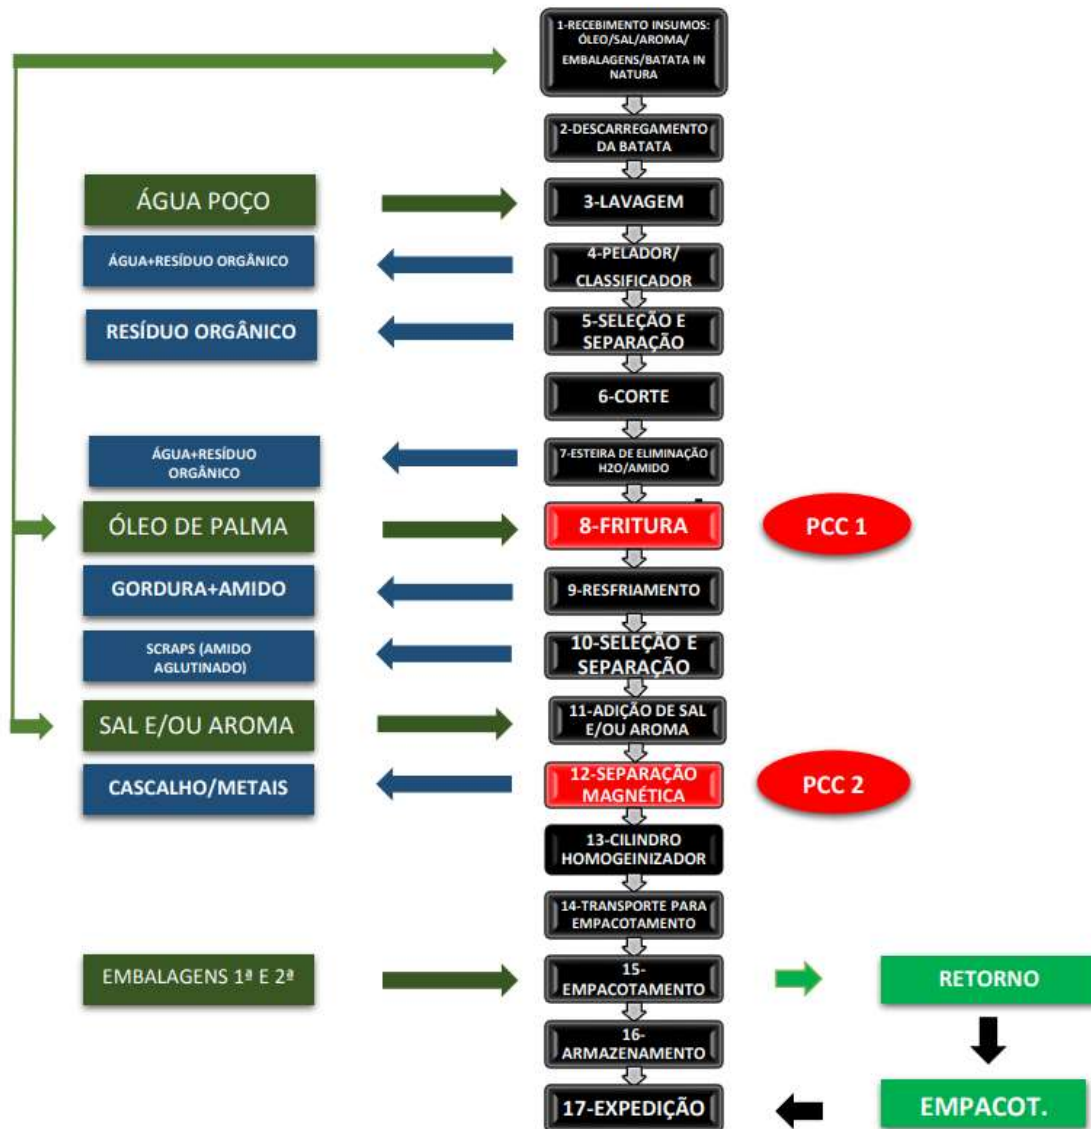 1-RECEBIMENTO INSUMOS:
ÓLEO/SAL/AROMA/
EMBALAGENS/BATATA IN
NATURA
2-DESCARREGAMENTO
DA BATATA
ÁGUA POÇO
3-LAVAGEM
ÁGUA+RESÍDUO ORGÂNICO
4-PELADOR/
CLASSIFICADOR
RESÍDUO ORGÂNICO
5-SELEÇÃO E
SEPARAÇÃO
6-CORTE
ÁGUA+RESÍDUO
ORGÂNICO
7-ESTEIRA DE ELIMINAÇÃO
H2O/AMIDO
ÓLEO DE PALMA
8-FRITURA
PCC 1
GORDURA+AMIDO
9-RESFRIAMENTO
SCRAPS (AMIDO
AGLUTINADO)
10-SELEÇÃO E
SEPARAÇÃO
SAL E/OU AROMA
11-ADIÇÃO DE SAL
E/OU AROMA
CASCALHO/METAIS
12-SEPARAÇÃO
MAGNÉTICA
PCC 2
13-CILINDRO
HOMOGEINIZADOR
14-TRANSPORTE PARA
EMPACOTAMENTO
EMBALAGENS 1ª E 2ª
15-
EMPACOTAMENTO
RETORNO
16-
ARMAZENAMENTO
17-EXPEDIÇÃO
EMPACOT.